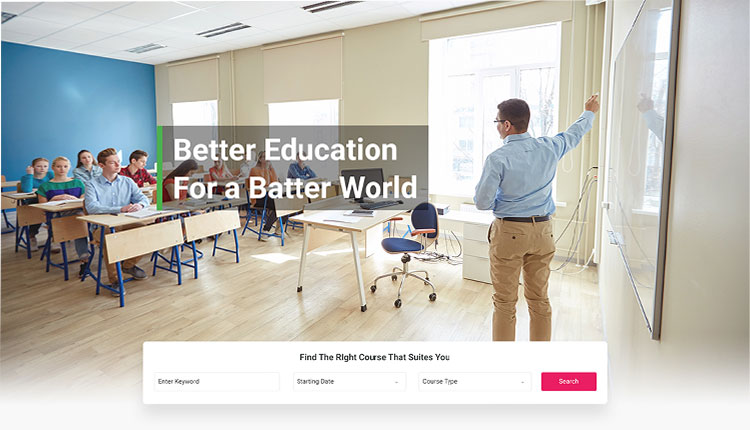 Better Education
For a Batter World
Find The RIght Course That Suites You
Enter Keyword
Starting Date
Course Type
Search